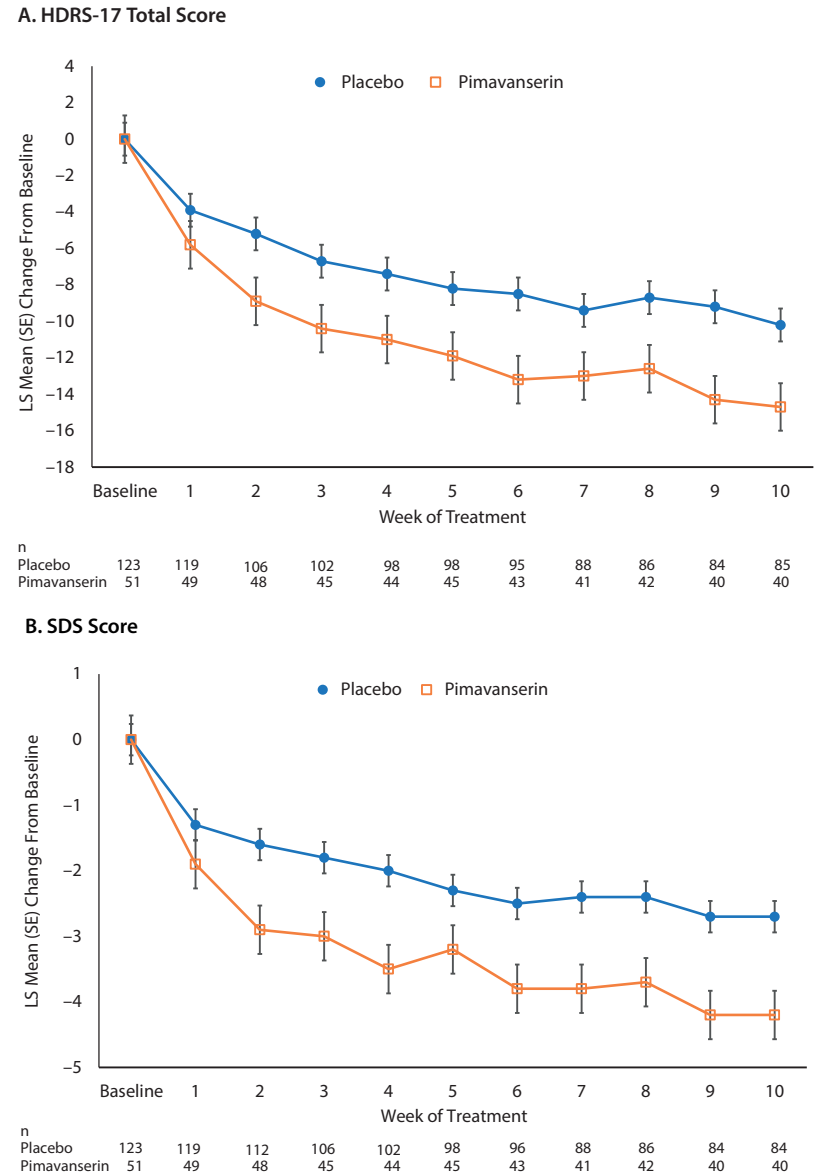 A. HDRS-17 Total Score
4
2
0
–2
–4
–6
–8
–10
–12
–14
–16
–18
LS Mean (SE) Change From Baseline
Placebo Pimavanserin
Baseline 1 2 3 4 5 6 7 8 9 10
Week of Treatment
n
Placebo 123 119 106 102 98 98 95 88 86 84 85
Pimavanserin 51 49 48 45 44 45 43 41 42 40 40
B. SDS Score
1
0
–1
–2
–3
–4
–5
LS Mean (SE) Change From Baseline
Placebo Pimavanserin
Baseline 1 2 3 4 5 6 7 8 9 10
Week of Treatment
n
Placebo 123 119 112 106 102 98 96 88 86 84 84
Pimavanserin 51 49 48 45 44 45 43 41 42 40 40